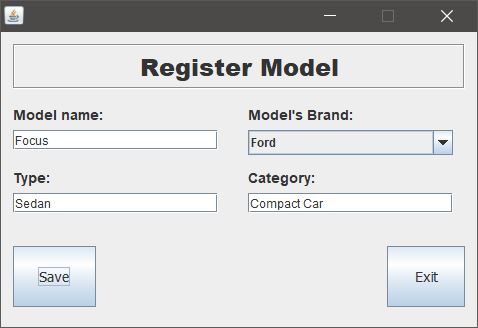 Register Model
Model name: Model's Brand:
Focus Ford
Type: Category:
Sedan Compact Car
Save Exit